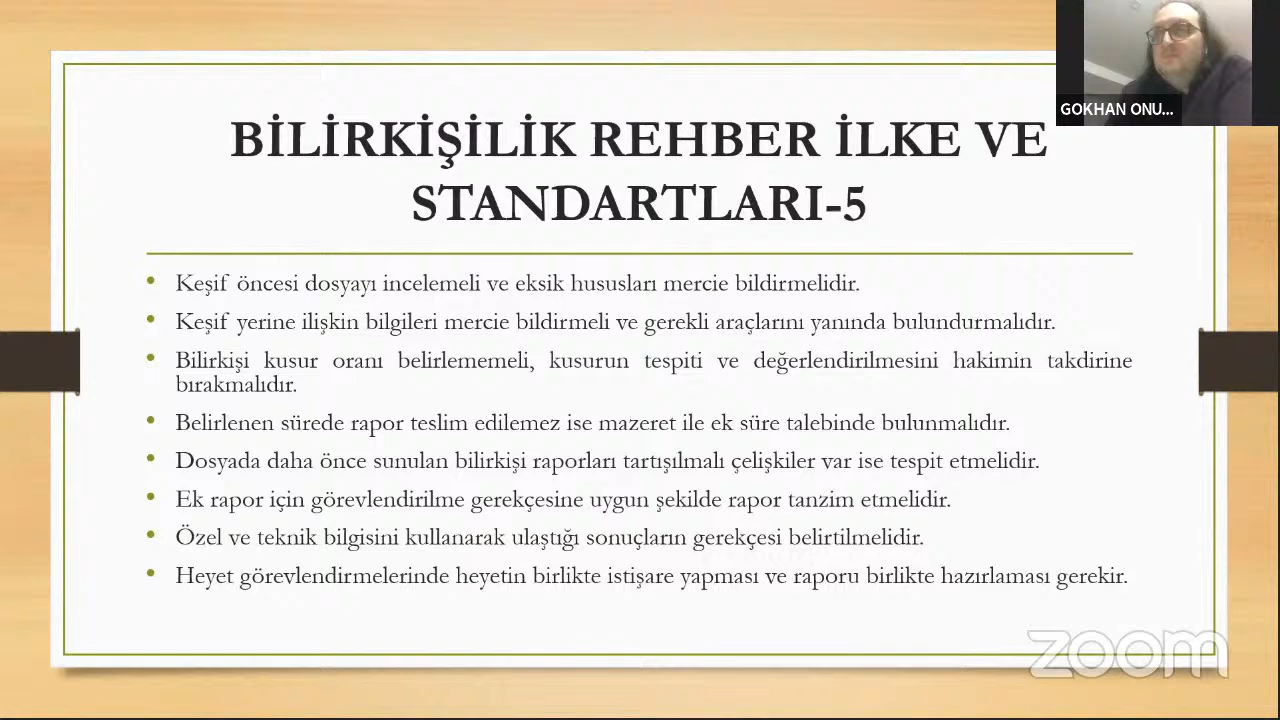 GOKHAN ONU...
BİLİRKİŞİLİK REHBER İLKE VE
STANDARTLARI-5
• Keşif öncesi dosyayı incelemeli ve eksik hususları mercie bildirmelidir.
• Keşif yerine ilişkin bilgileri mercie bildirmeli ve gerekli araçlarını yanında bulundurmalıdır.
• Bilirkişi kusur oranı belirlememeli, kusurun tespiti ve değerlendirilmesini hakimin takdirine
bırakmalıdır.
• Belirlenen sürede rapor teslim edilemez ise mazeret ile ek süre talebinde bulunmalıdır.
• Dosyada daha önce sunulan bilirkişi raporları tartışılmalı çelişkiler var ise tespit etmelidir.
• Ek rapor için görevlendirilme gerekçesine uygun şekilde rapor tanzim etmelidir.
• Özel ve teknik bilgisini kullanarak ulaştığı sonuçların gerekçesi belirtilmelidir.
• Heyet görevlendirmelerinde heyetin birlikte istişare yapması ve raporu birlikte hazırlaması gerekir.
zoom